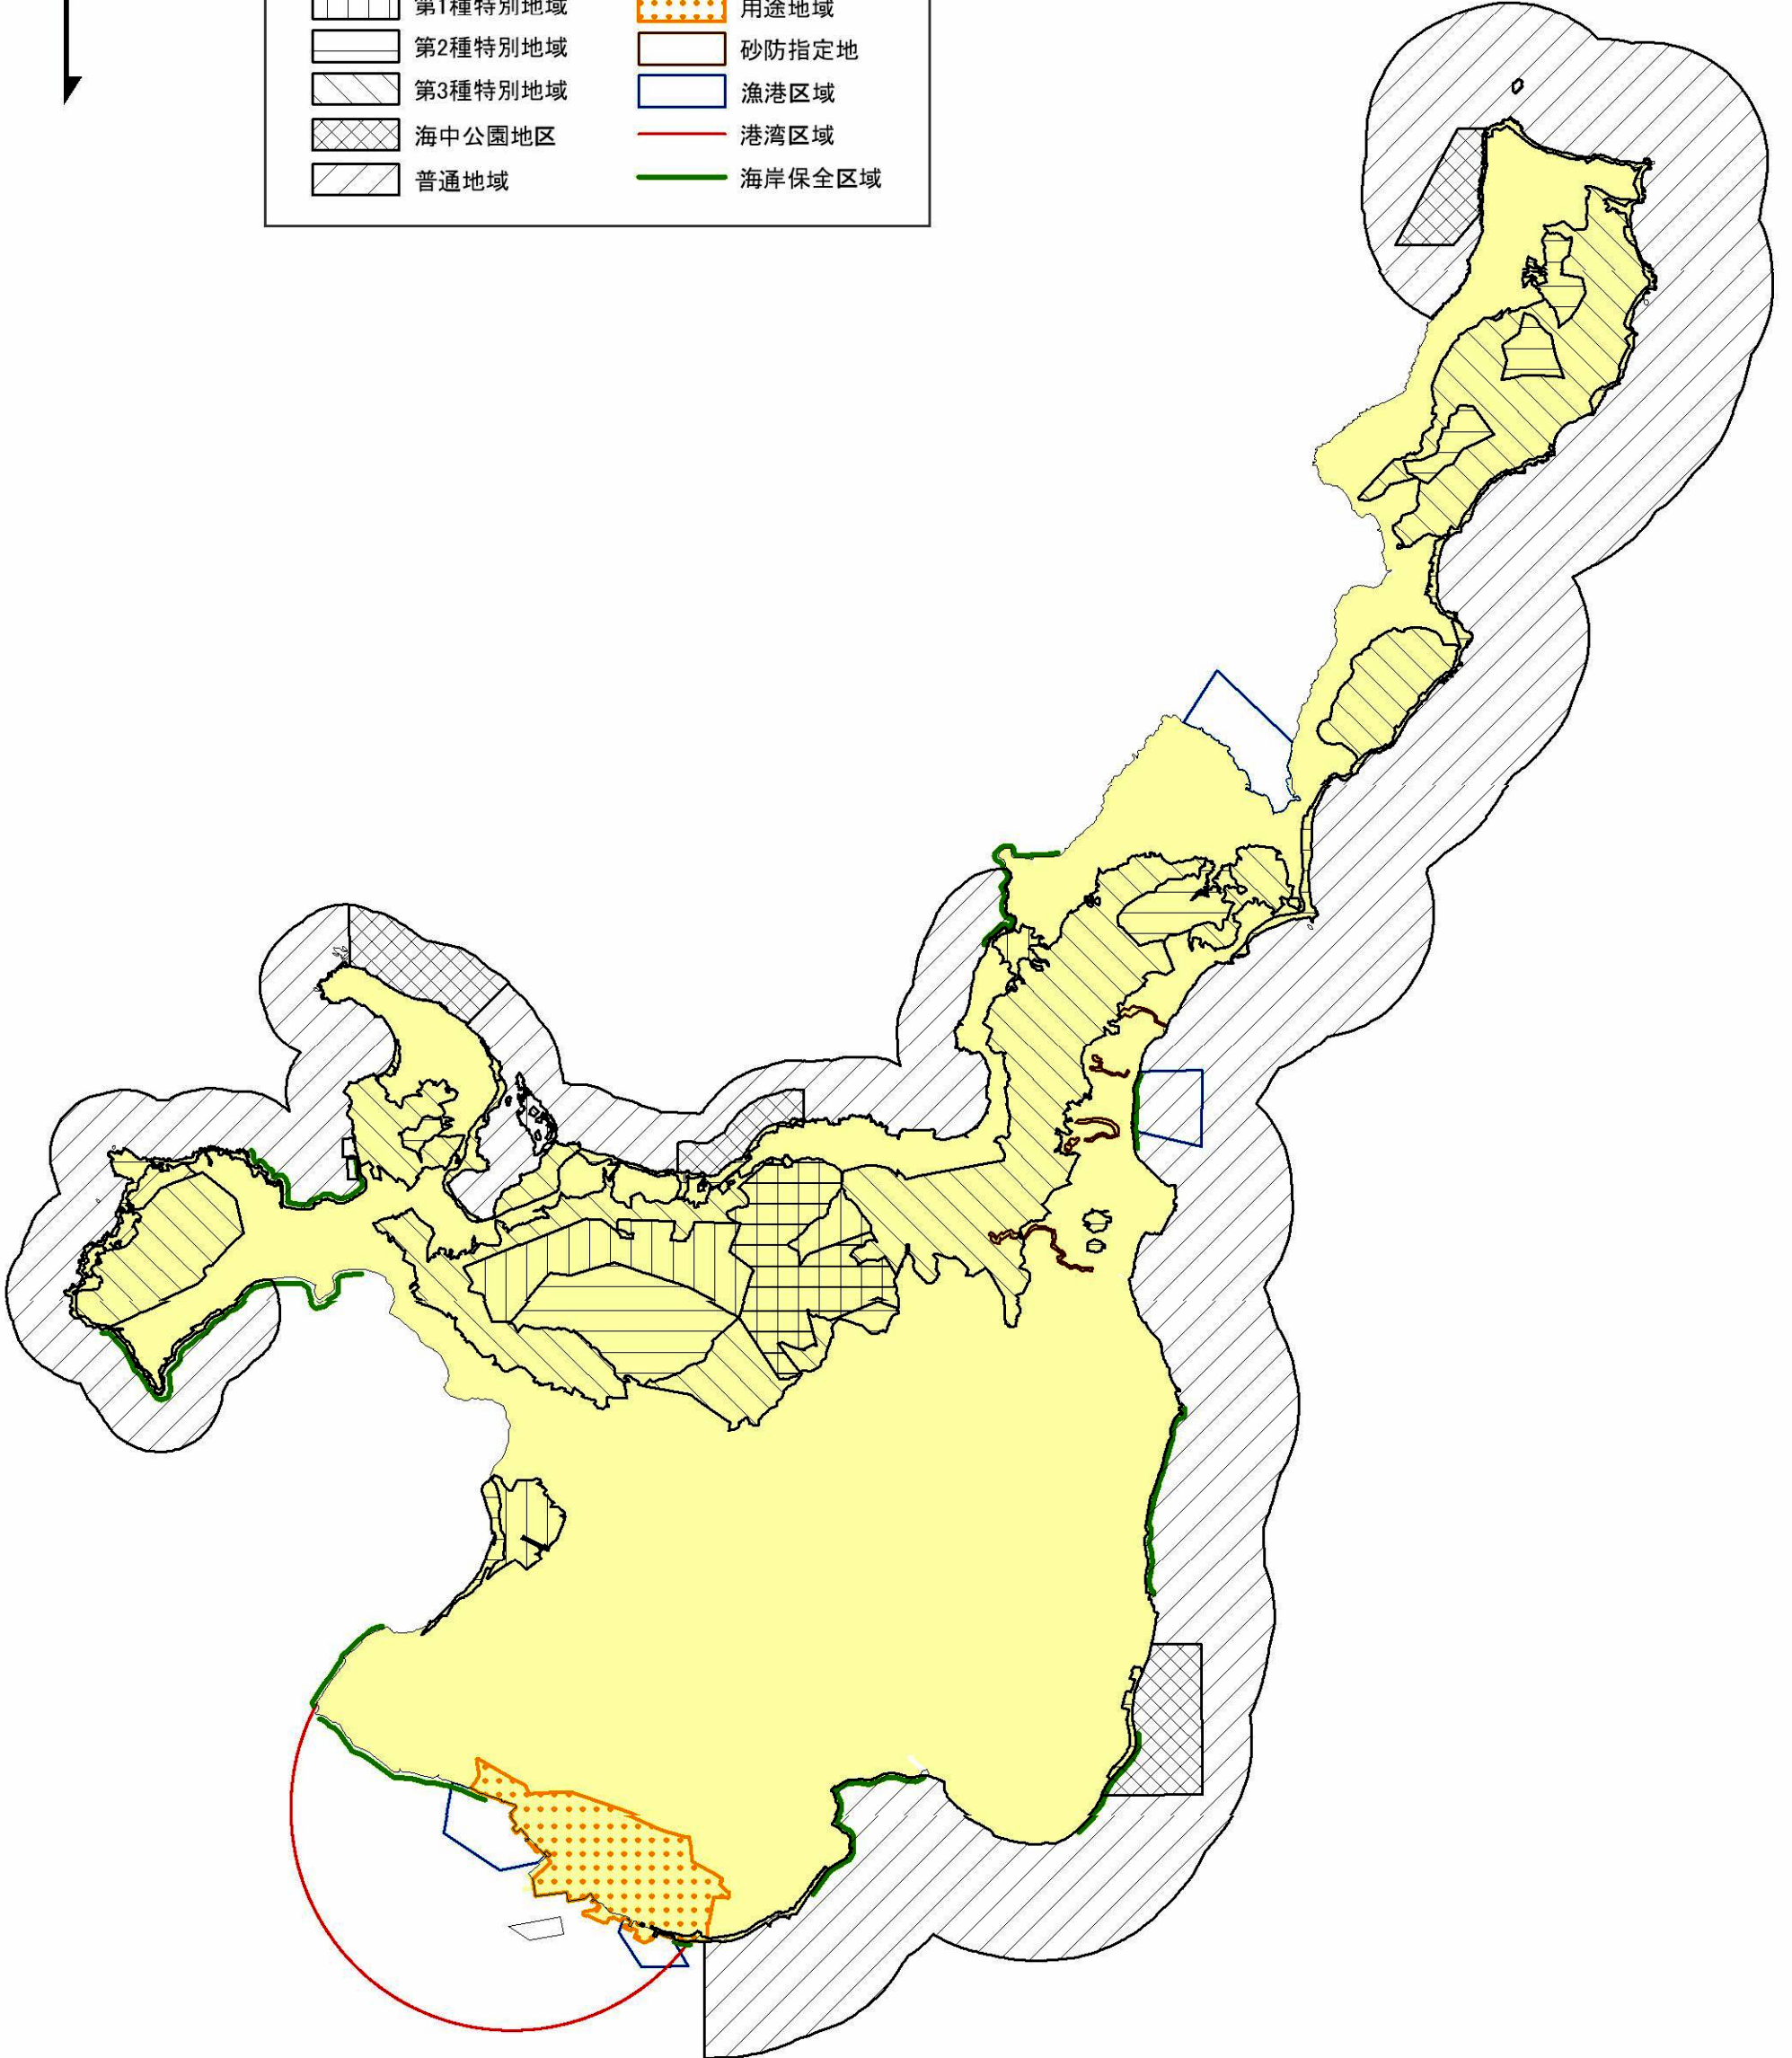 第1種特別地域
用途地域
第2種特別地域
砂防指定地
第3種特別地域
漁港区域
海中公園地区
港湾区域
普通地域
海岸保全区域